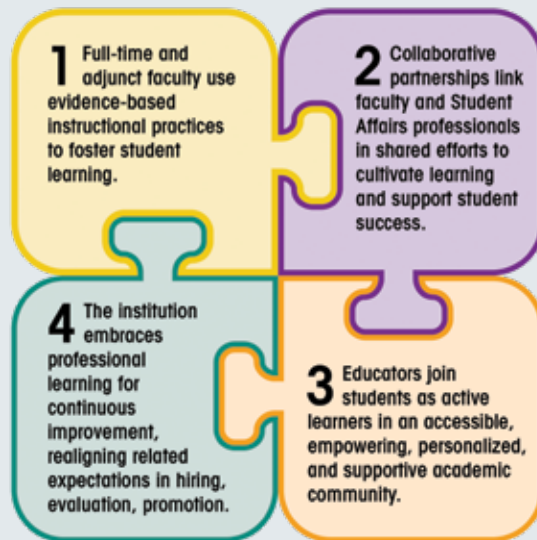 1 Full-time and
adjunct faculty use
evidence-based
instructional practices
to foster student
learning.
2 Collaborative
partnerships link
faculty and Student
Affairs professionals
in shared efforts to
cultivate learning
and support student
success.
3 Educators join
students as active
learners in an accessible,
empowering, personalized,
and supportive academic
community.
4 The institution
embraces
professional
learning for
continuous
improvement,
realigning related
expectations in hiring,
evaluation, promotion.